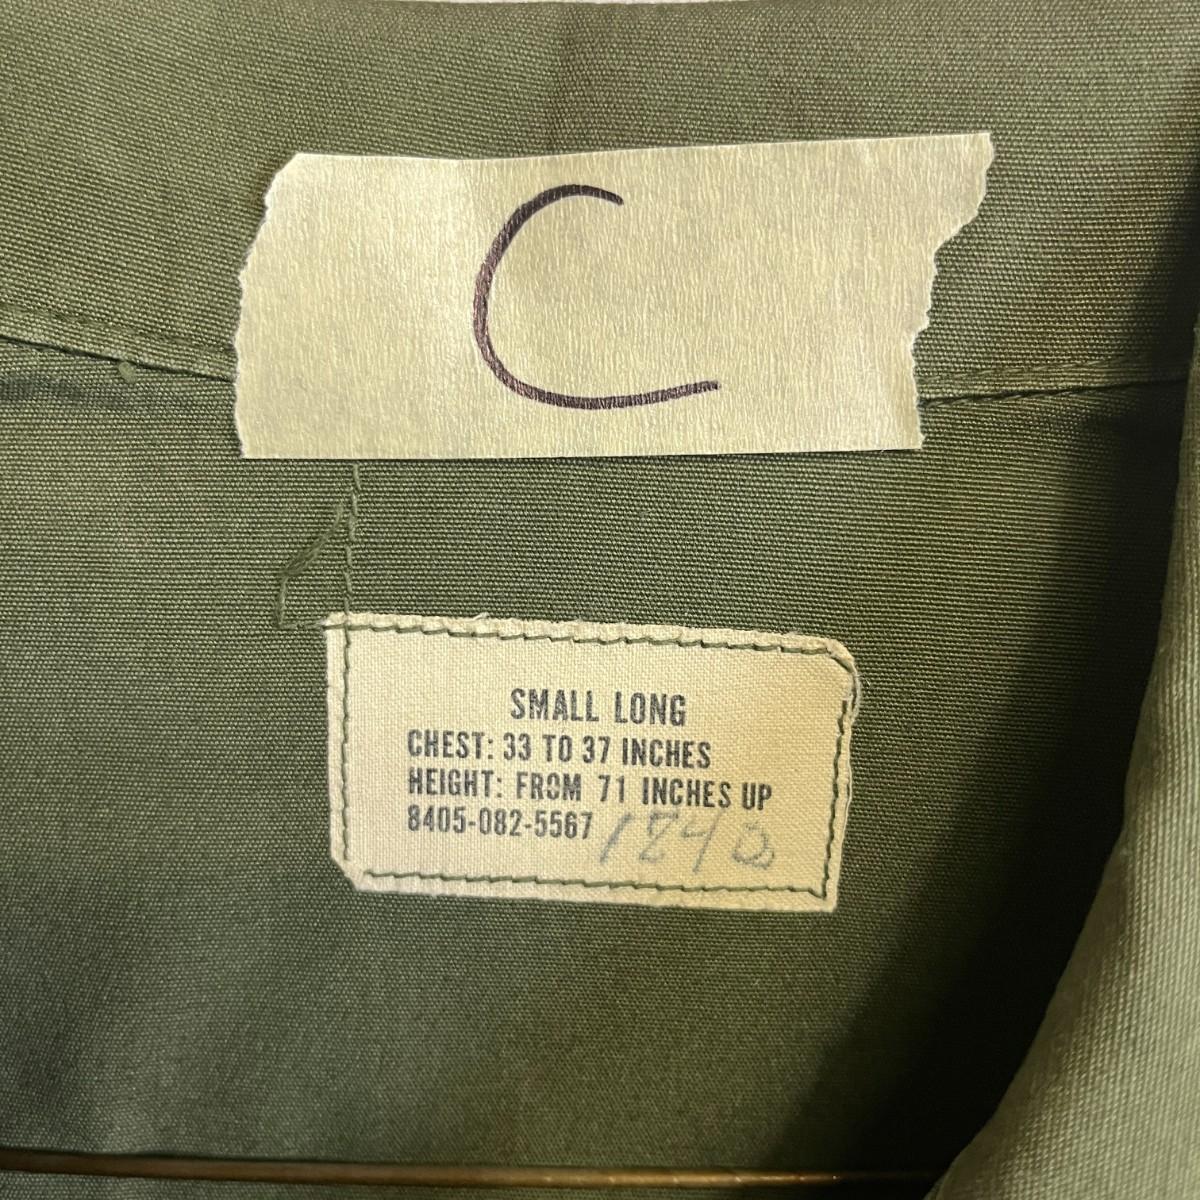 C
SMALL LONG
CHEST: 33 TO 37 INCHES
HEIGHT: FROM 71 INCHES UP
8405-082-5567